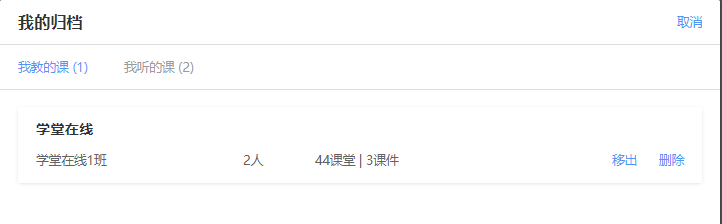 我的归档 取消
我教的课 (1) 我听的课 (2)
学堂在线
学堂在线1班 2人 44课堂 | 3课件 移出 删除